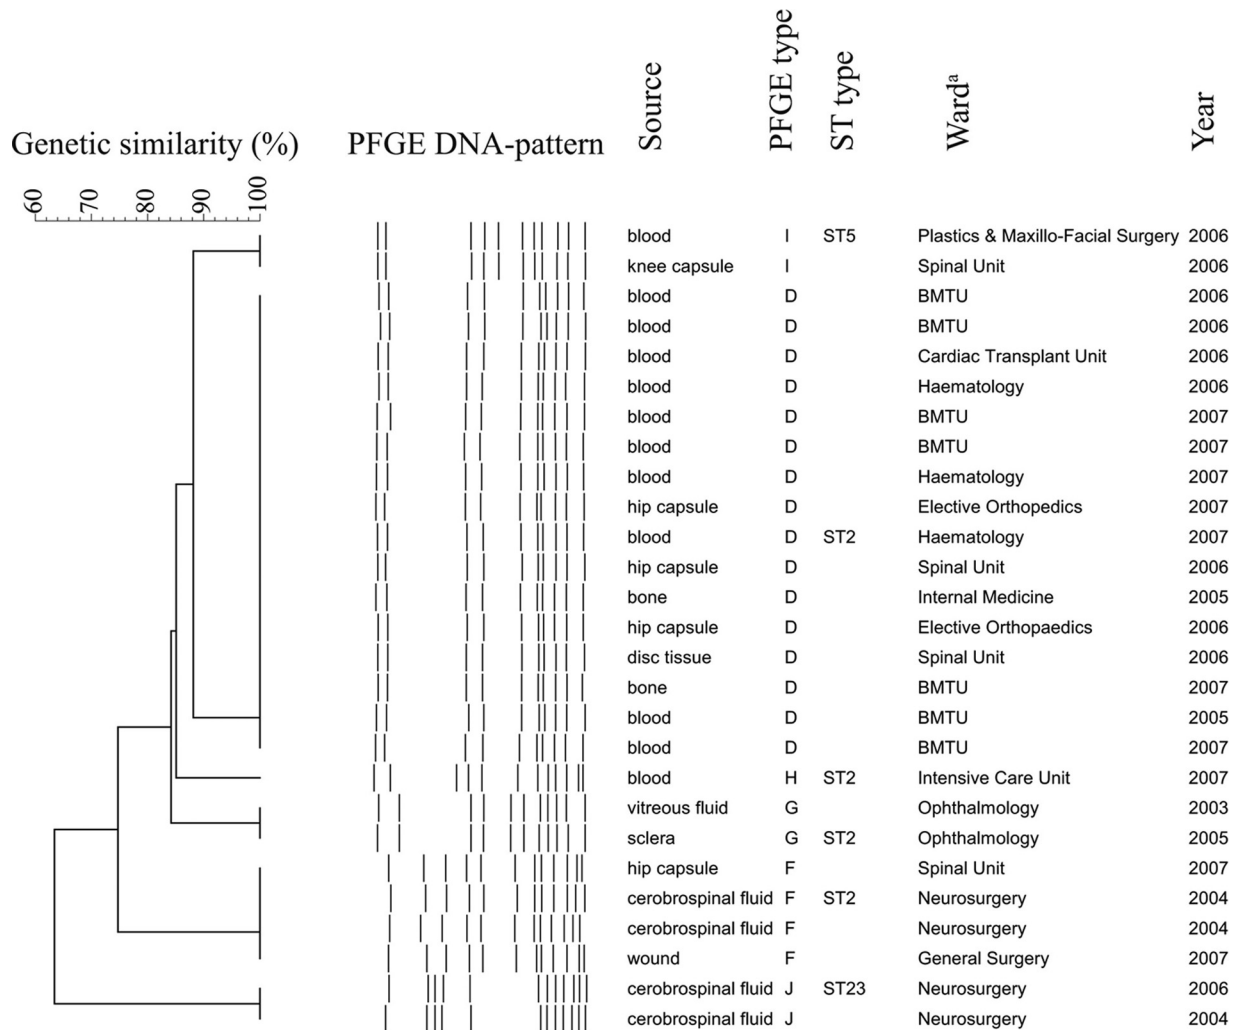 Genetic similarity (%) PFGE DNA-pattern Source PFGE type ST type Wardª Year
60 70 80 90 100
blood I ST5 Plastics & Maxillo-Facial Surgery 2006
knee capsule I Spinal Unit 2006
blood D BMTU 2006
blood D BMTU 2006
blood D Cardiac Transplant Unit 2006
blood D Haematology 2006
blood D BMTU 2007
blood D BMTU 2007
blood D Haematology 2007
hip capsule D Elective Orthopedics 2007
blood D ST2 Haematology 2007
hip capsule D Spinal Unit 2006
bone D Internal Medicine 2005
hip capsule D Elective Orthopaedics 2006
disc tissue D Spinal Unit 2006
bone D BMTU 2007
blood D BMTU 2005
blood D BMTU 2007
blood H ST2 Intensive Care Unit 2007
vitreous fluid G Ophthalmology 2003
sclera G ST2 Ophthalmology 2005
hip capsule F Spinal Unit 2007
cerobrospinal fluid F ST2 Neurosurgery 2004
cerobrospinal fluid F Neurosurgery 2004
wound F General Surgery 2007
cerobrospinal fluid J ST23 Neurosurgery 2006
cerobrospinal fluid J Neurosurgery 2004